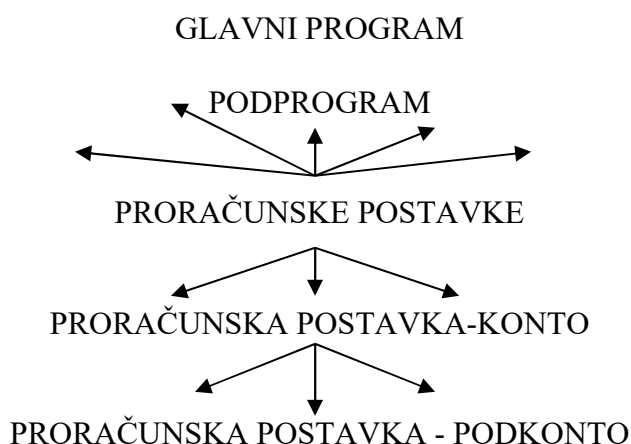 GLAVNI PROGRAM
PODPROGRAM
PRORAČUNSKE POSTAVKE
PRORAČUNSKA POSTAVKA-KONTO
PRORAČUNSKA POSTAVKA - PODKONTO